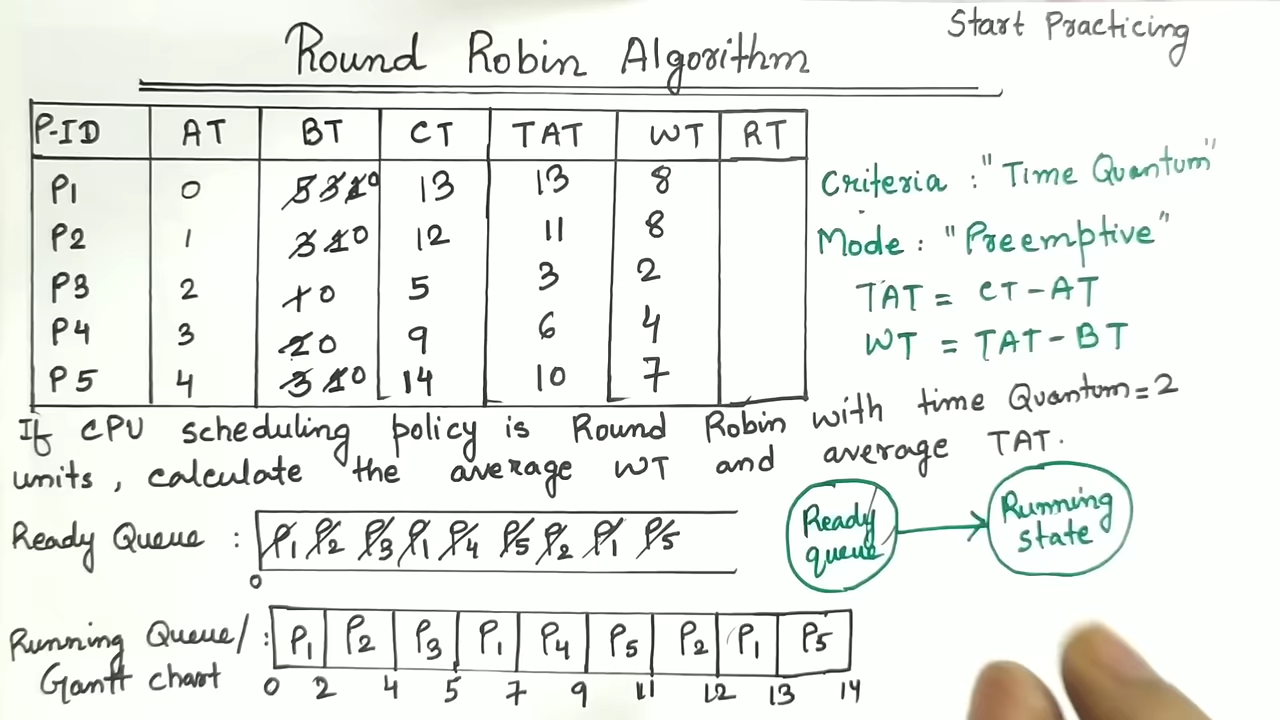 Start Practicing
Round Robin Algorithm
P-ID AT BT CT TAT WT RT
P1 0 5 3 1 0 13 13 8
P2 1 3 1 0 12 11 8
P3 2 1 0 5 3 2
P4 3 2 0 9 6 4
P5 4 3 1 0 14 10 7
Criteria : "Time Quantum"
Mode : "Preemptive"
TAT = CT - AT
WT = TAT - BT
If CPU scheduling policy is Round Robin with time Quantum = 2
units, calculate the average WT and average TAT.
Ready Queue : P1 P2 P3 P1 P4 P5 P2 P1 P5
0
Ready
queue
Running
state
Running Queue/ : P1 P2 P3 P1 P4 P5 P2 P1 P5
Gantt chart 0 2 4 5 7 9 11 12 13 14